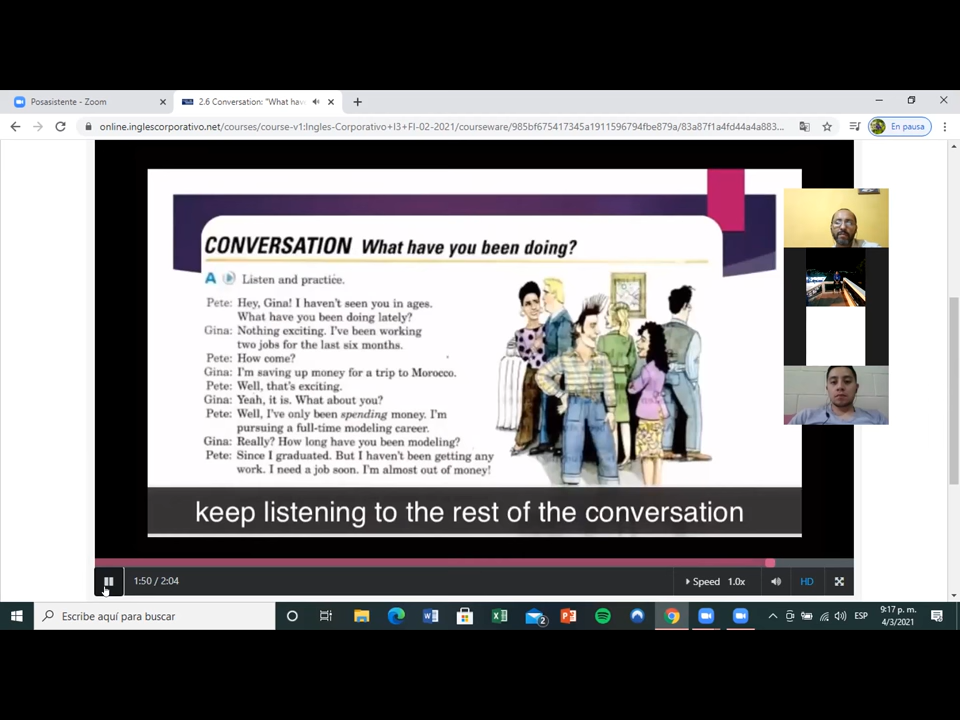 Posasistente - Zoom
2.6 Conversation: "What hav
online.inglescorporativo.net/courses/course-v1:Ingles-Corporativo+I3+FI-02-2021/courseware/985bf675417345a1911596794fbe879a/83a87f1a4fd44a4a883...
En pausa
CONVERSATION What have you been doing?
A Listen and practice.
Pete: Hey, Gina! I haven't seen you in ages.
What have you been doing lately?
Gina: Nothing exciting. I've been working
two jobs for the last six months.
Pete: How come?
Gina: I'm saving up money for a trip to Morocco.
Pete: Well, that's exciting.
Gina: Yeah, it is. What about you?
Pete: Well, I've only been spending money. I'm
pursuing a full-time modeling career.
Gina: Really? How long have you been modeling?
Pete: Since I graduated. But I haven't been getting any
work. I need a job soon. I'm almost out of money!
keep listening to the rest of the conversation
1:50 / 2:04
Speed 1.0x
HD
Escribe aquí para buscar
2
ESP
9:17 p. m.
4/3/2021